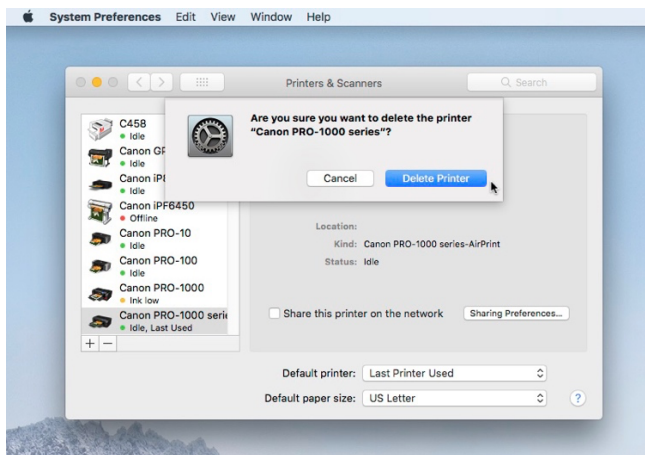 System Preferences Edit View Window Help
Printers & Scanners
Search
Are you sure you want to delete the printer
“Canon PRO-1000 series“?
Cancel Delete Printer
C458
Idle
Canon
Idle
Canon
Idle
Canon iPF6450
Offline
Canon PRO-10
Idle
Canon PRO-100
Idle
Canon PRO-1000
Ink low
Canon PRO-1000 serie
Idle, Last Used
+ −
Location:
Kind: Canon PRO-1000 series-AirPrint
Status: Idle
Share this printer on the network Sharing Preferences...
Default printer: Last Printer Used
Default paper size: US Letter
?